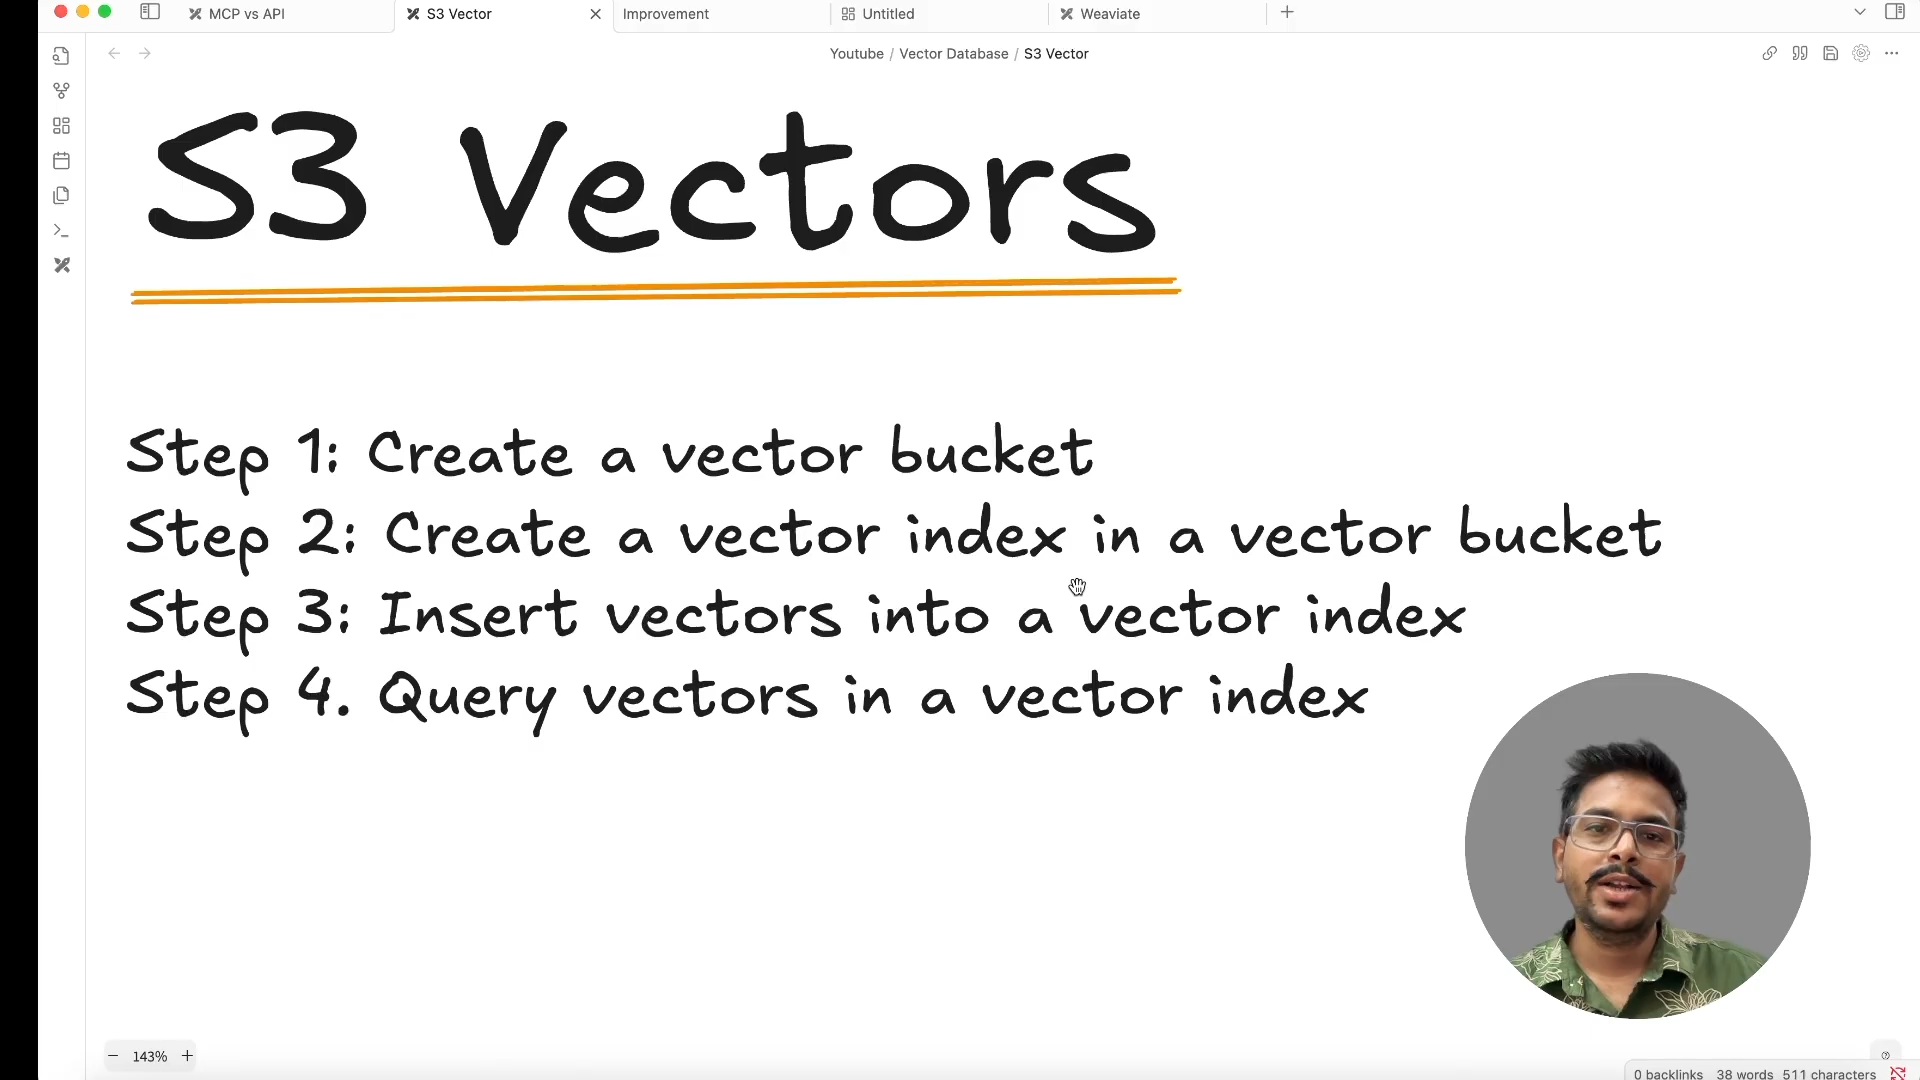 MCP vs API
S3 Vector
Improvement
Untitled
Weaviate
Youtube / Vector Database / S3 Vector
S3 Vectors
Step 1: Create a vector bucket
Step 2: Create a vector index in a vector bucket
Step 3: Insert vectors into a vector index
Step 4. Query vectors in a vector index
143%
0 backlinks 38 words 511 characters